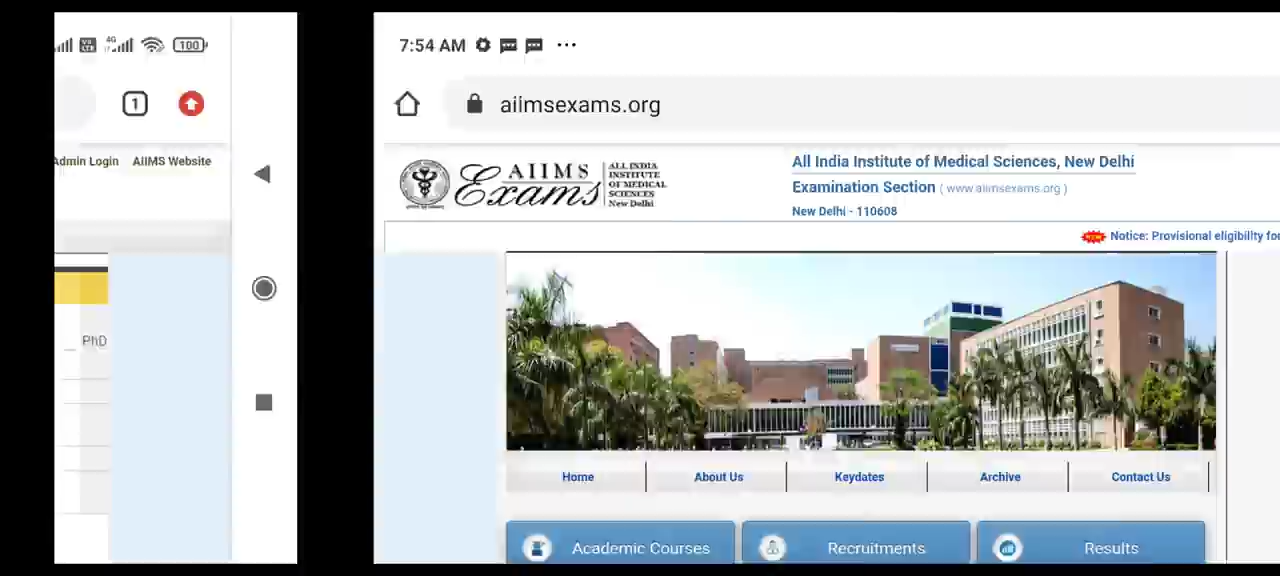 4G
100
1
Admin Login AIIMS Website
PhD
7:54 AM
aiimsexams.org
AIIMS
Exams
ALL INDIA
INSTITUTE
OF MEDICAL
SCIENCES
New Delhi
All India Institute of Medical Sciences, New Delhi
Examination Section ( www.aiimsexams.org )
New Delhi - 110608
Notice: Provisional eligibility for
Home About Us Keydates Archive Contact Us
Academic Courses Recruitments Results